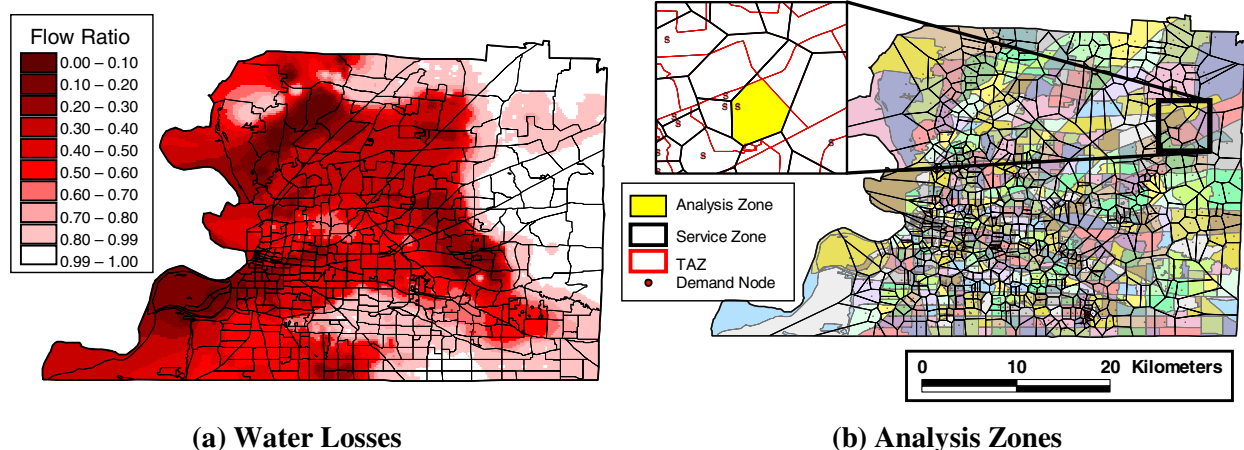 Flow Ratio
0.00 – 0.10
0.10 – 0.20
0.20 – 0.30
0.30 – 0.40
0.40 – 0.50
0.50 – 0.60
0.60 – 0.70
0.70 – 0.80
0.80 – 0.99
0.99 – 1.00
(a) Water Losses
S
S
S
S
S
S
S
S
S
Analysis Zone
Service Zone
TAZ
Demand Node
0 10 20 Kilometers
(b) Analysis Zones